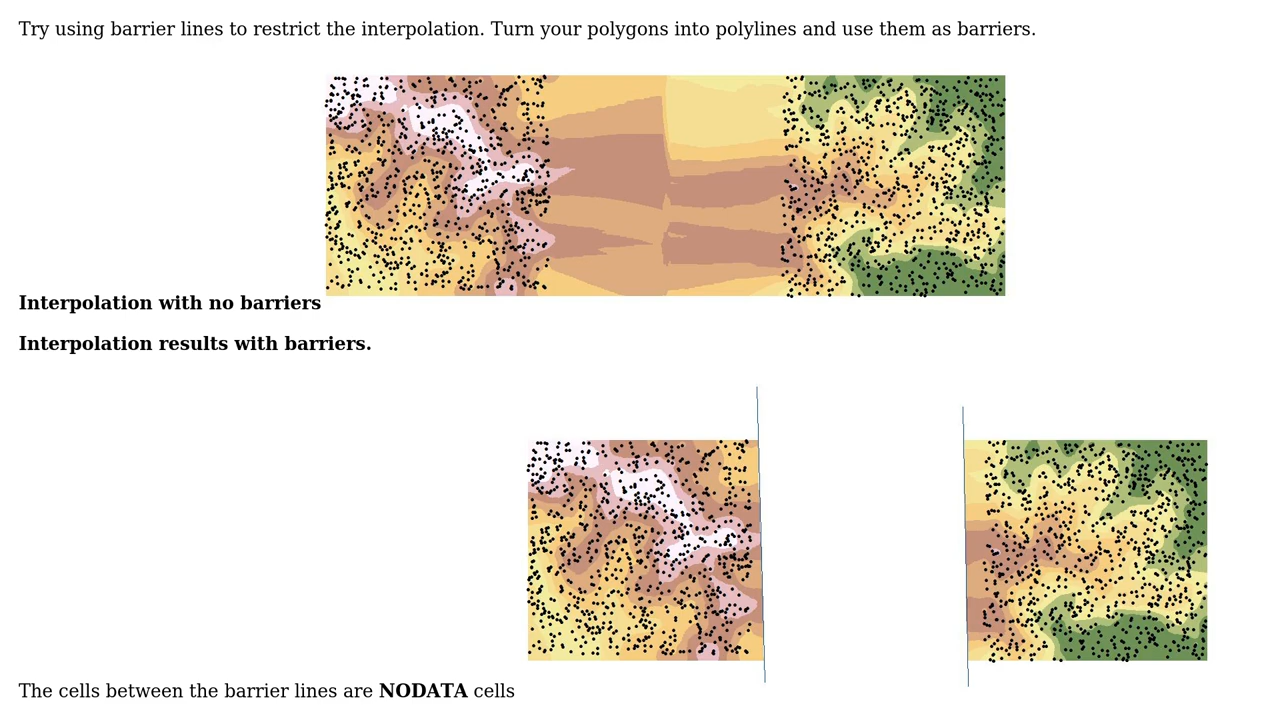 Try using barrier lines to restrict the interpolation. Turn your polygons into polylines and use them as barriers.
Interpolation with no barriers
Interpolation results with barriers.
The cells between the barrier lines are NODATA cells